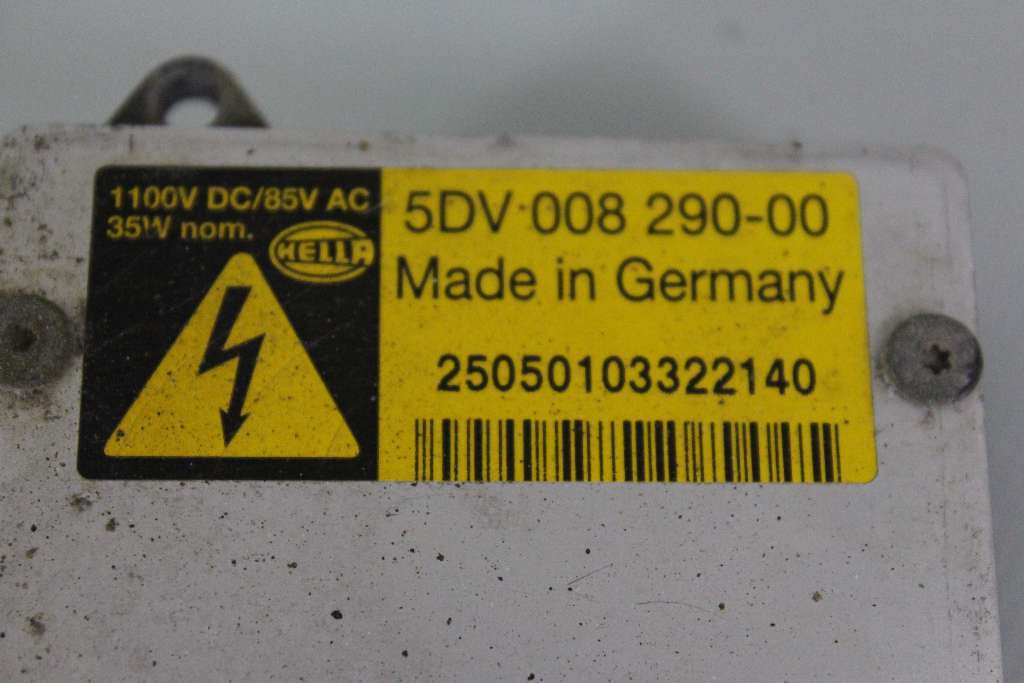 1100V DC/85V AC
35W nom.
HELLA
5DV 008 290-00
Made in Germany
25050103322140